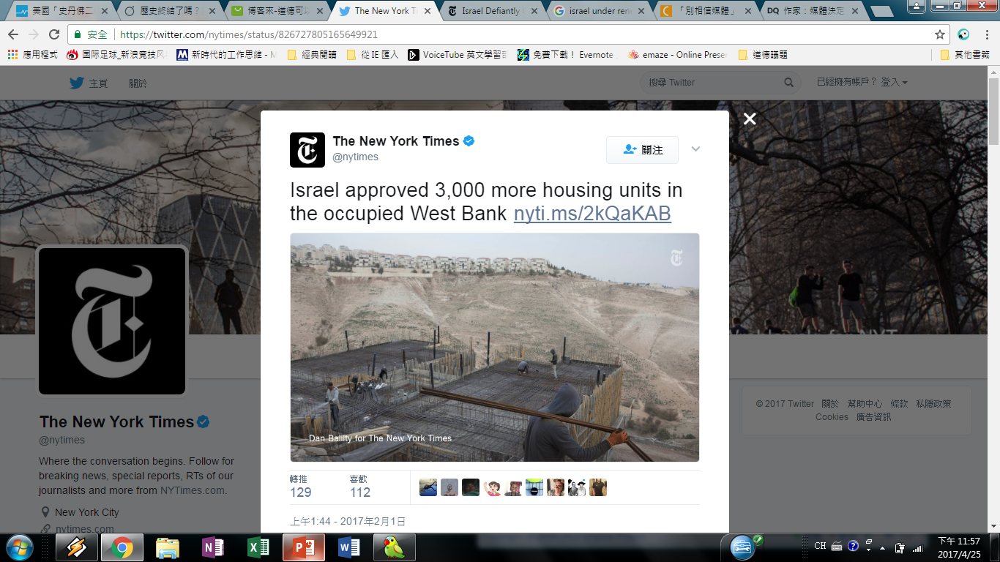 美國「史丹佛二
歷史終結了嗎?
博客來-道德可以
The New York Ti
Israel Defiantly
israel under rene
「別相信媒體」
DQ 作家：媒體決定
安全 https://twitter.com/nytimes/status/826727805165649921
應用程式 国际足球_新浪竞技风 新時代的工作思維 - M 經典閱讀 從 IE 匯入 VoiceTube 英文學習 免費下載！ Evernote emaze - Online Preser 道德議題 其他書籤
主頁 關於 搜尋 Twitter 已經擁有帳戶？ 登入
The New York Times
@nytimes
關注
Israel approved 3,000 more housing units in
the occupied West Bank nyti.ms/2kQaKAB
Dan Balilty for The New York Times
轉推 喜歡
129 112
上午1:44 - 2017年2月1日
The New York Times
@nytimes
Where the conversation begins. Follow for
breaking news, special reports, RTs of our
journalists and more from NYTimes.com.
New York City
nytimes.com
© 2017 Twitter 關於 幫助中心 條款 私隱政策
Cookies 廣告資訊
CH
下午 11:57
2017/4/25